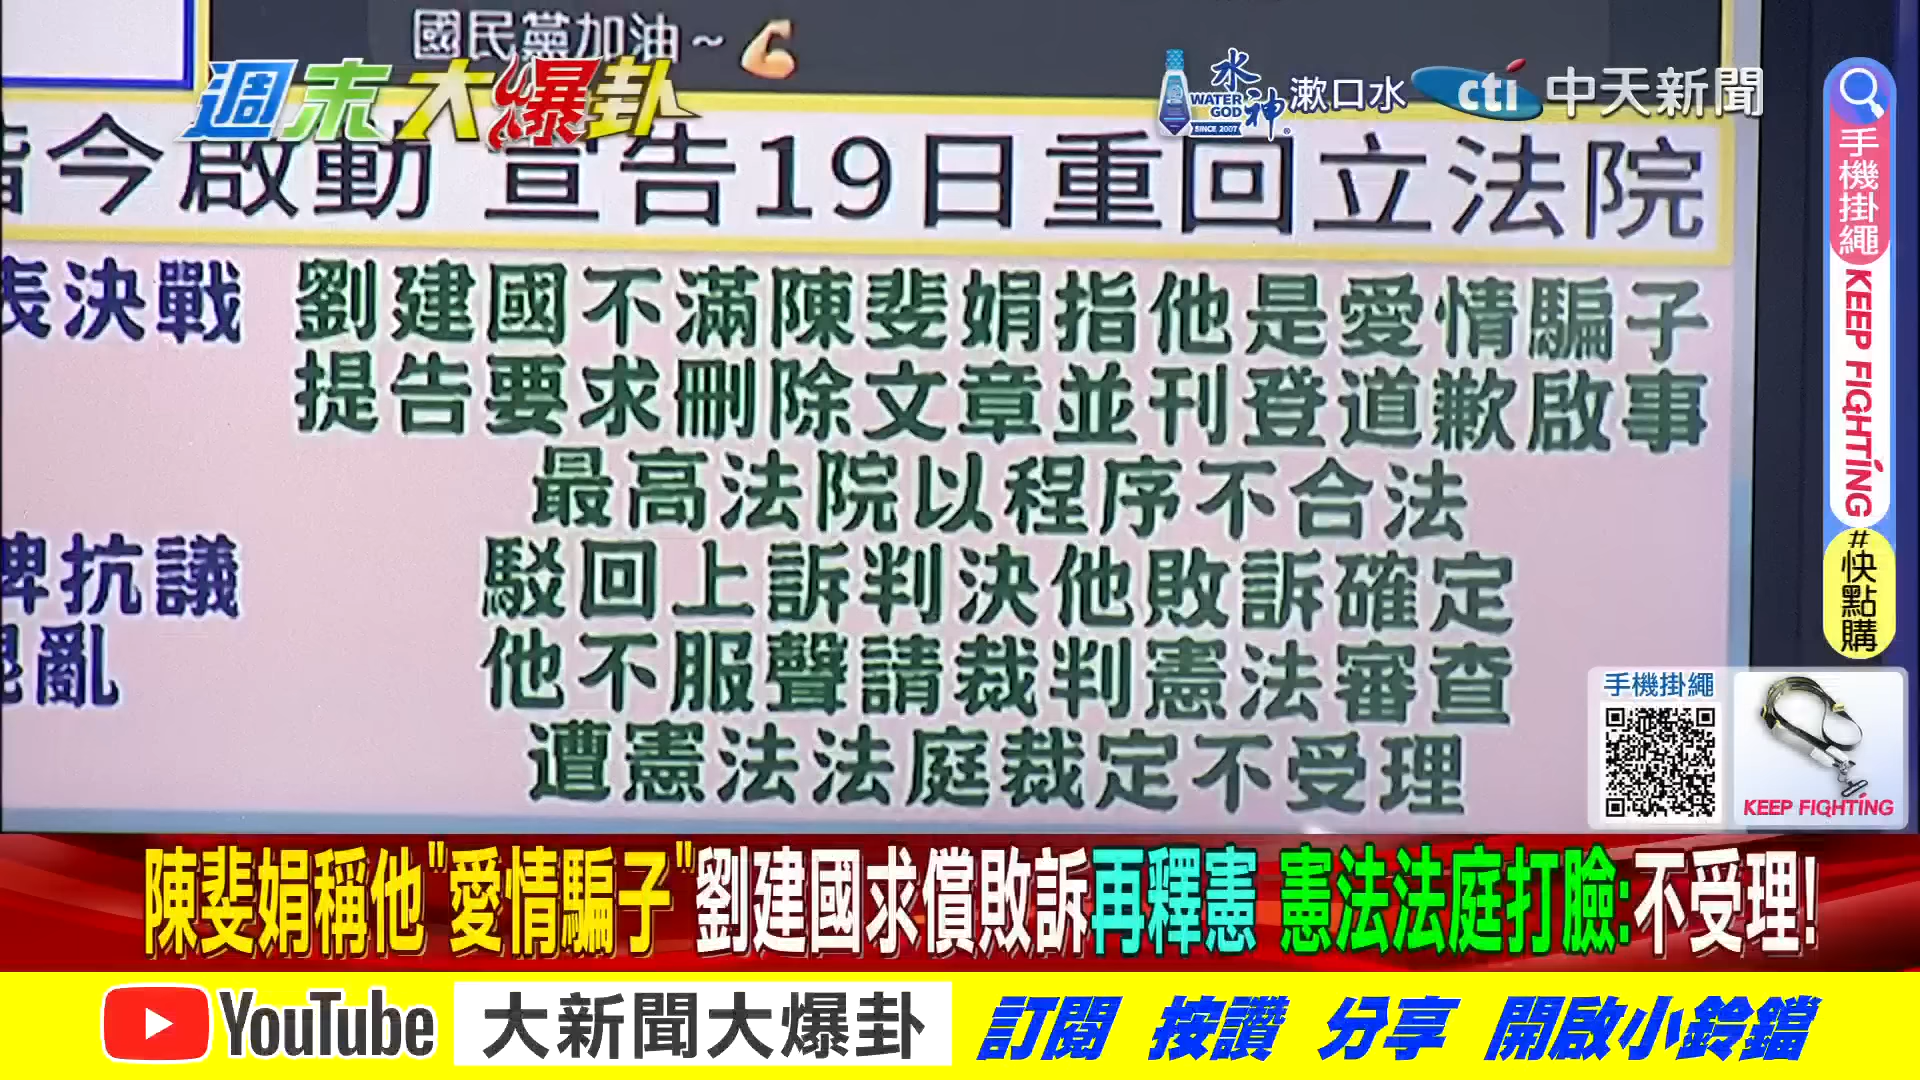 國民黨加油~
週末大爆卦
水神
WATER GOD
SINCE 2007
漱口水
cti 中天新聞
今啟動 宣告19日重回立法院
表決戰
劉建國不滿陳斐娟指他是愛情騙子
提告要求刪除文章並刊登道歉啟事
最高法院以程序不合法
牌抗議
駁回上訴判決他敗訴確定
亂
他不服聲請裁判憲法審查
遭憲法法庭裁定不受理
手機掛繩
KEEP FIGHTING
#快點購
手機掛繩
KEEP FIGHTING
陳斐娟稱他"愛情騙子"劉建國求償敗訴再釋憲 憲法法庭打臉:不受理!
YouTube 大新聞大爆卦 訂閱 按讚 分享 開啟小鈴鐺